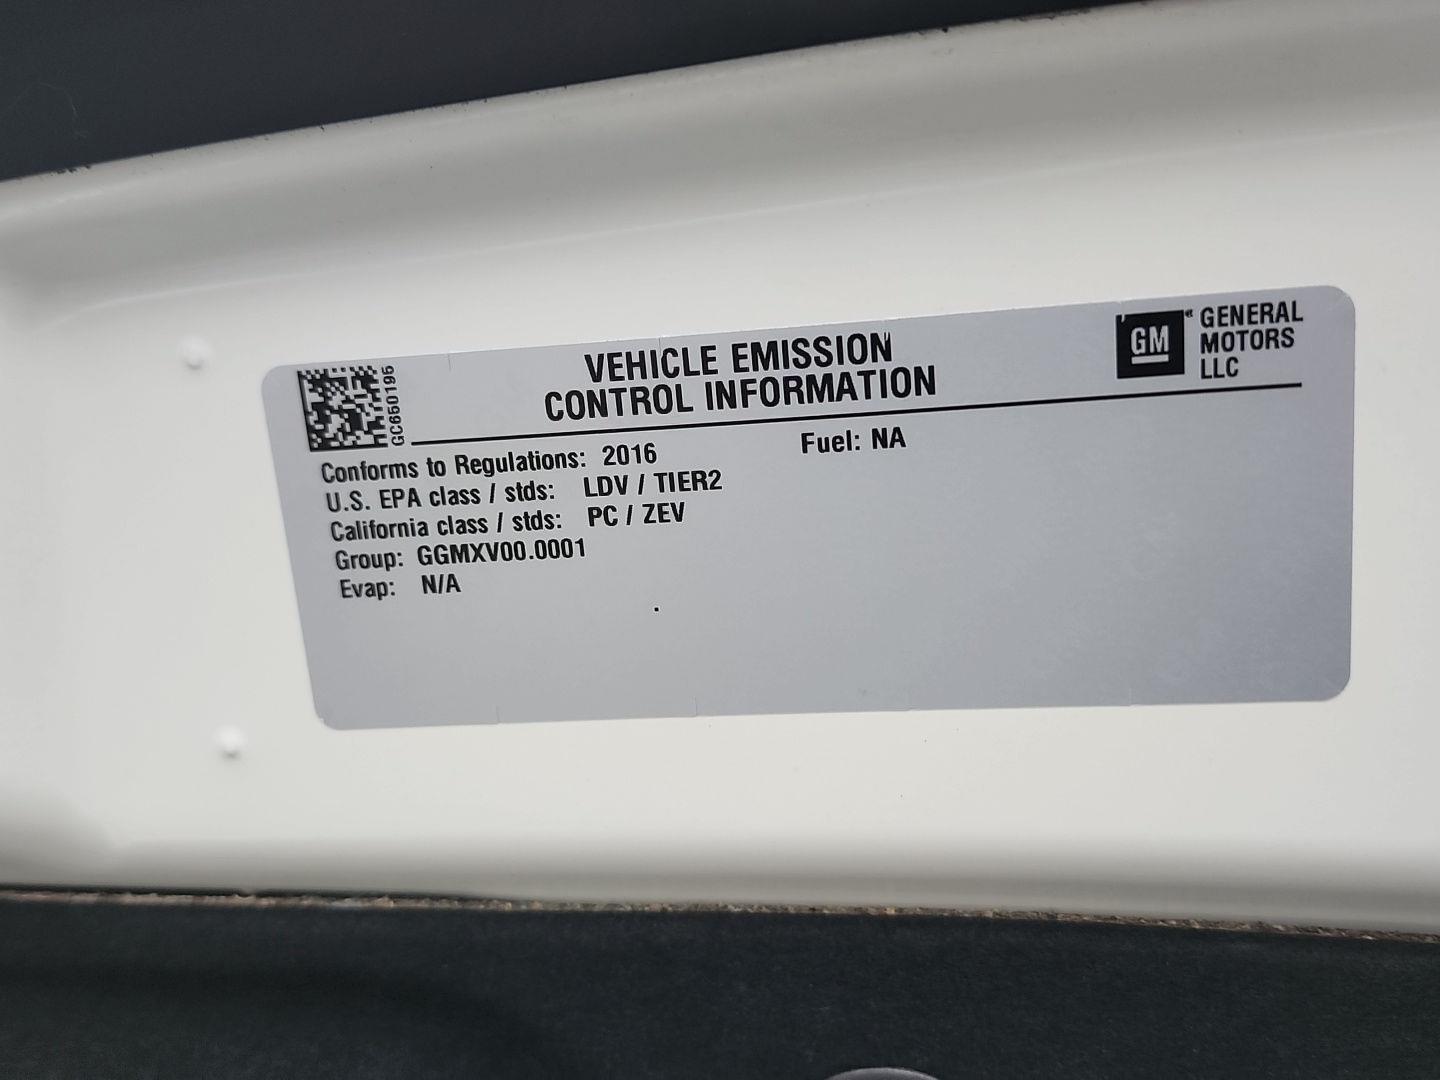 GC650195
VEHICLE EMISSION
CONTROL INFORMATION
GM
GENERAL
MOTORS
LLC
Conforms to Regulations: 2016 Fuel: NA
U.S. EPA class / stds: LDV / TIER2
California class / stds: PC / ZEV
Group: GGMXV00.0001
Evap: N/A